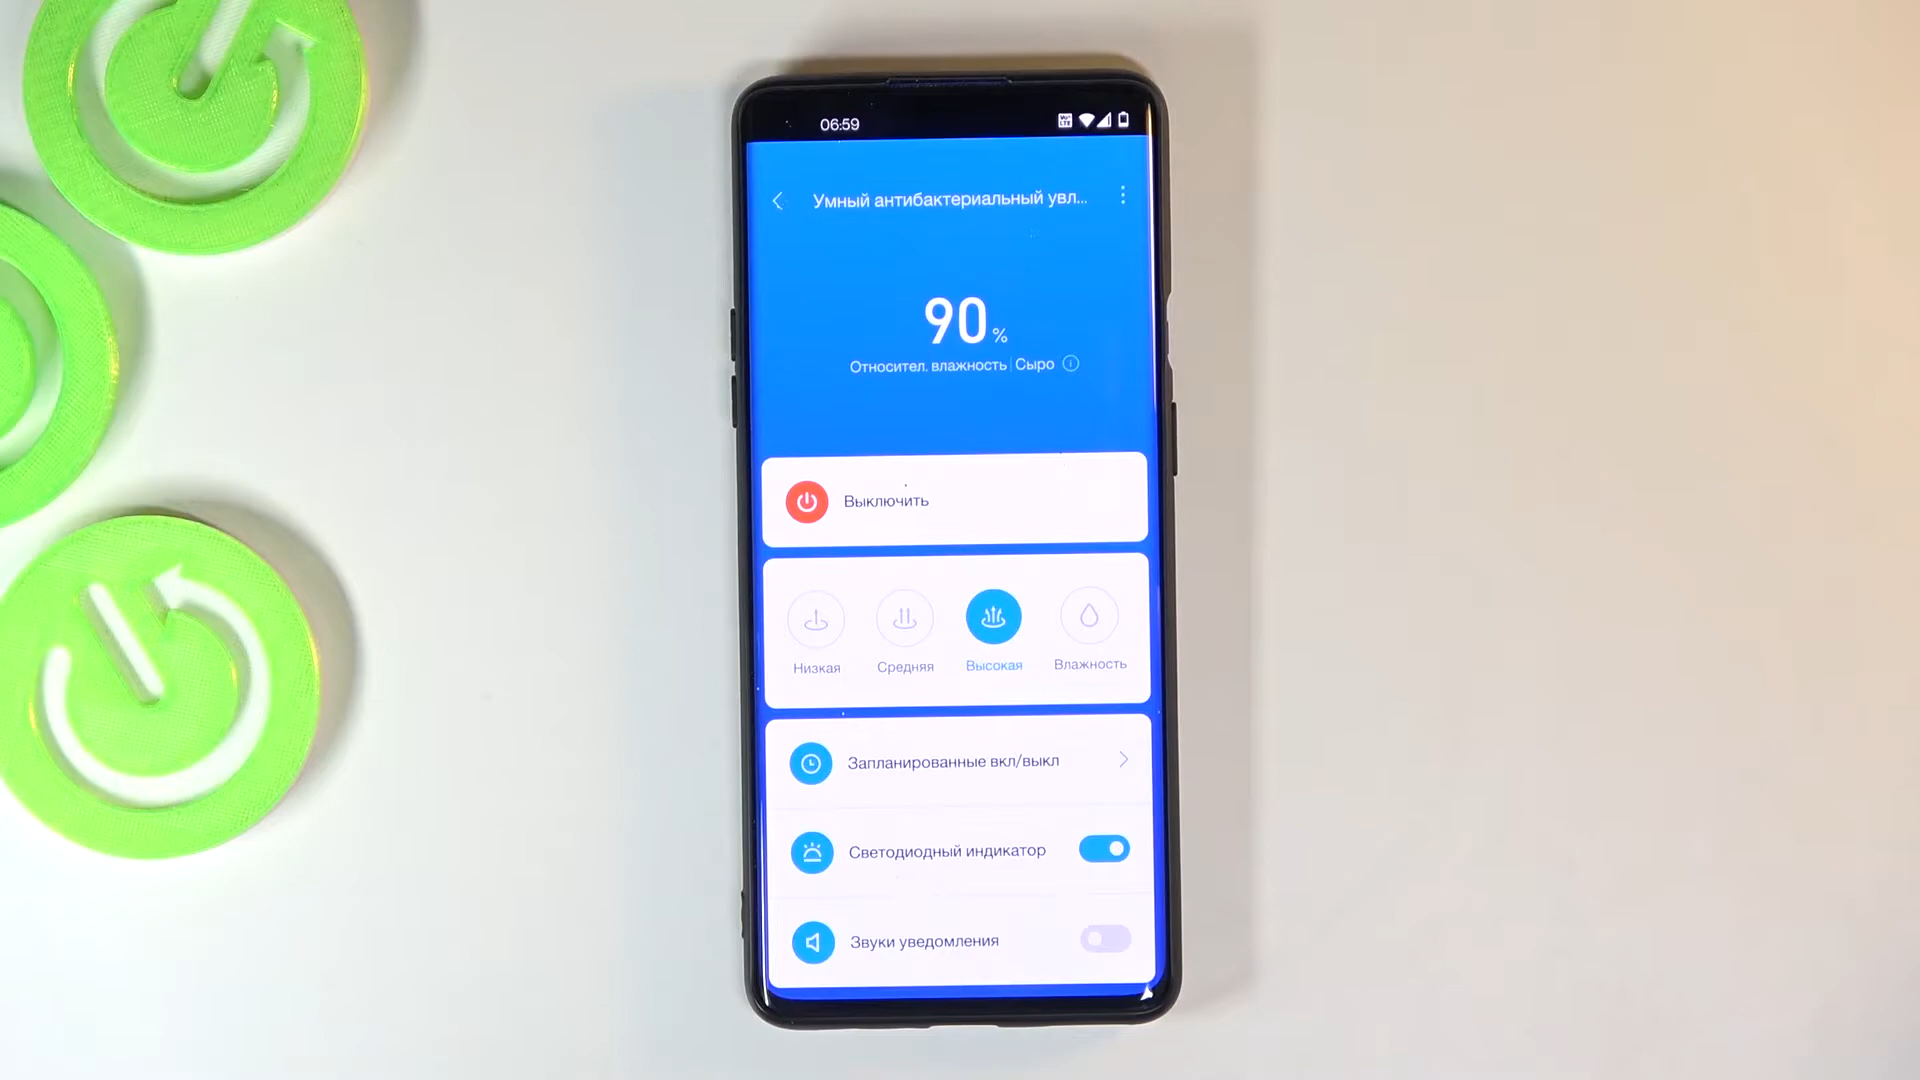 06:59
Умный антибактериальный увл...
90 %
Относител. влажность | Сыро
Выключить
Низкая Средняя Высокая Влажность
Запланированные вкл/выкл
Светодиодный индикатор
Звуки уведомления